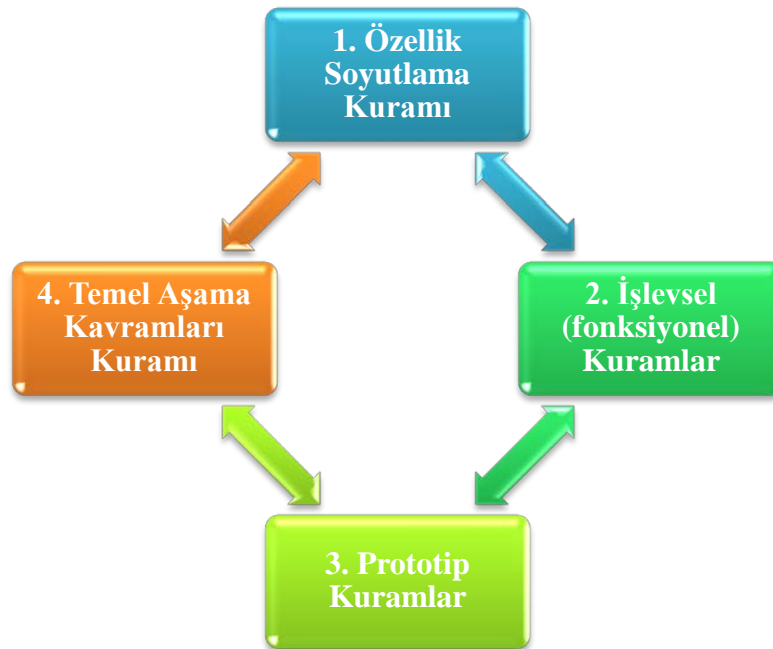 1. Özellik
Soyutlama
Kuramı
4. Temel Aşama
Kavramları
Kuramı
2. İşlevsel
(fonksiyonel)
Kuramlar
3. Prototip
Kuramlar